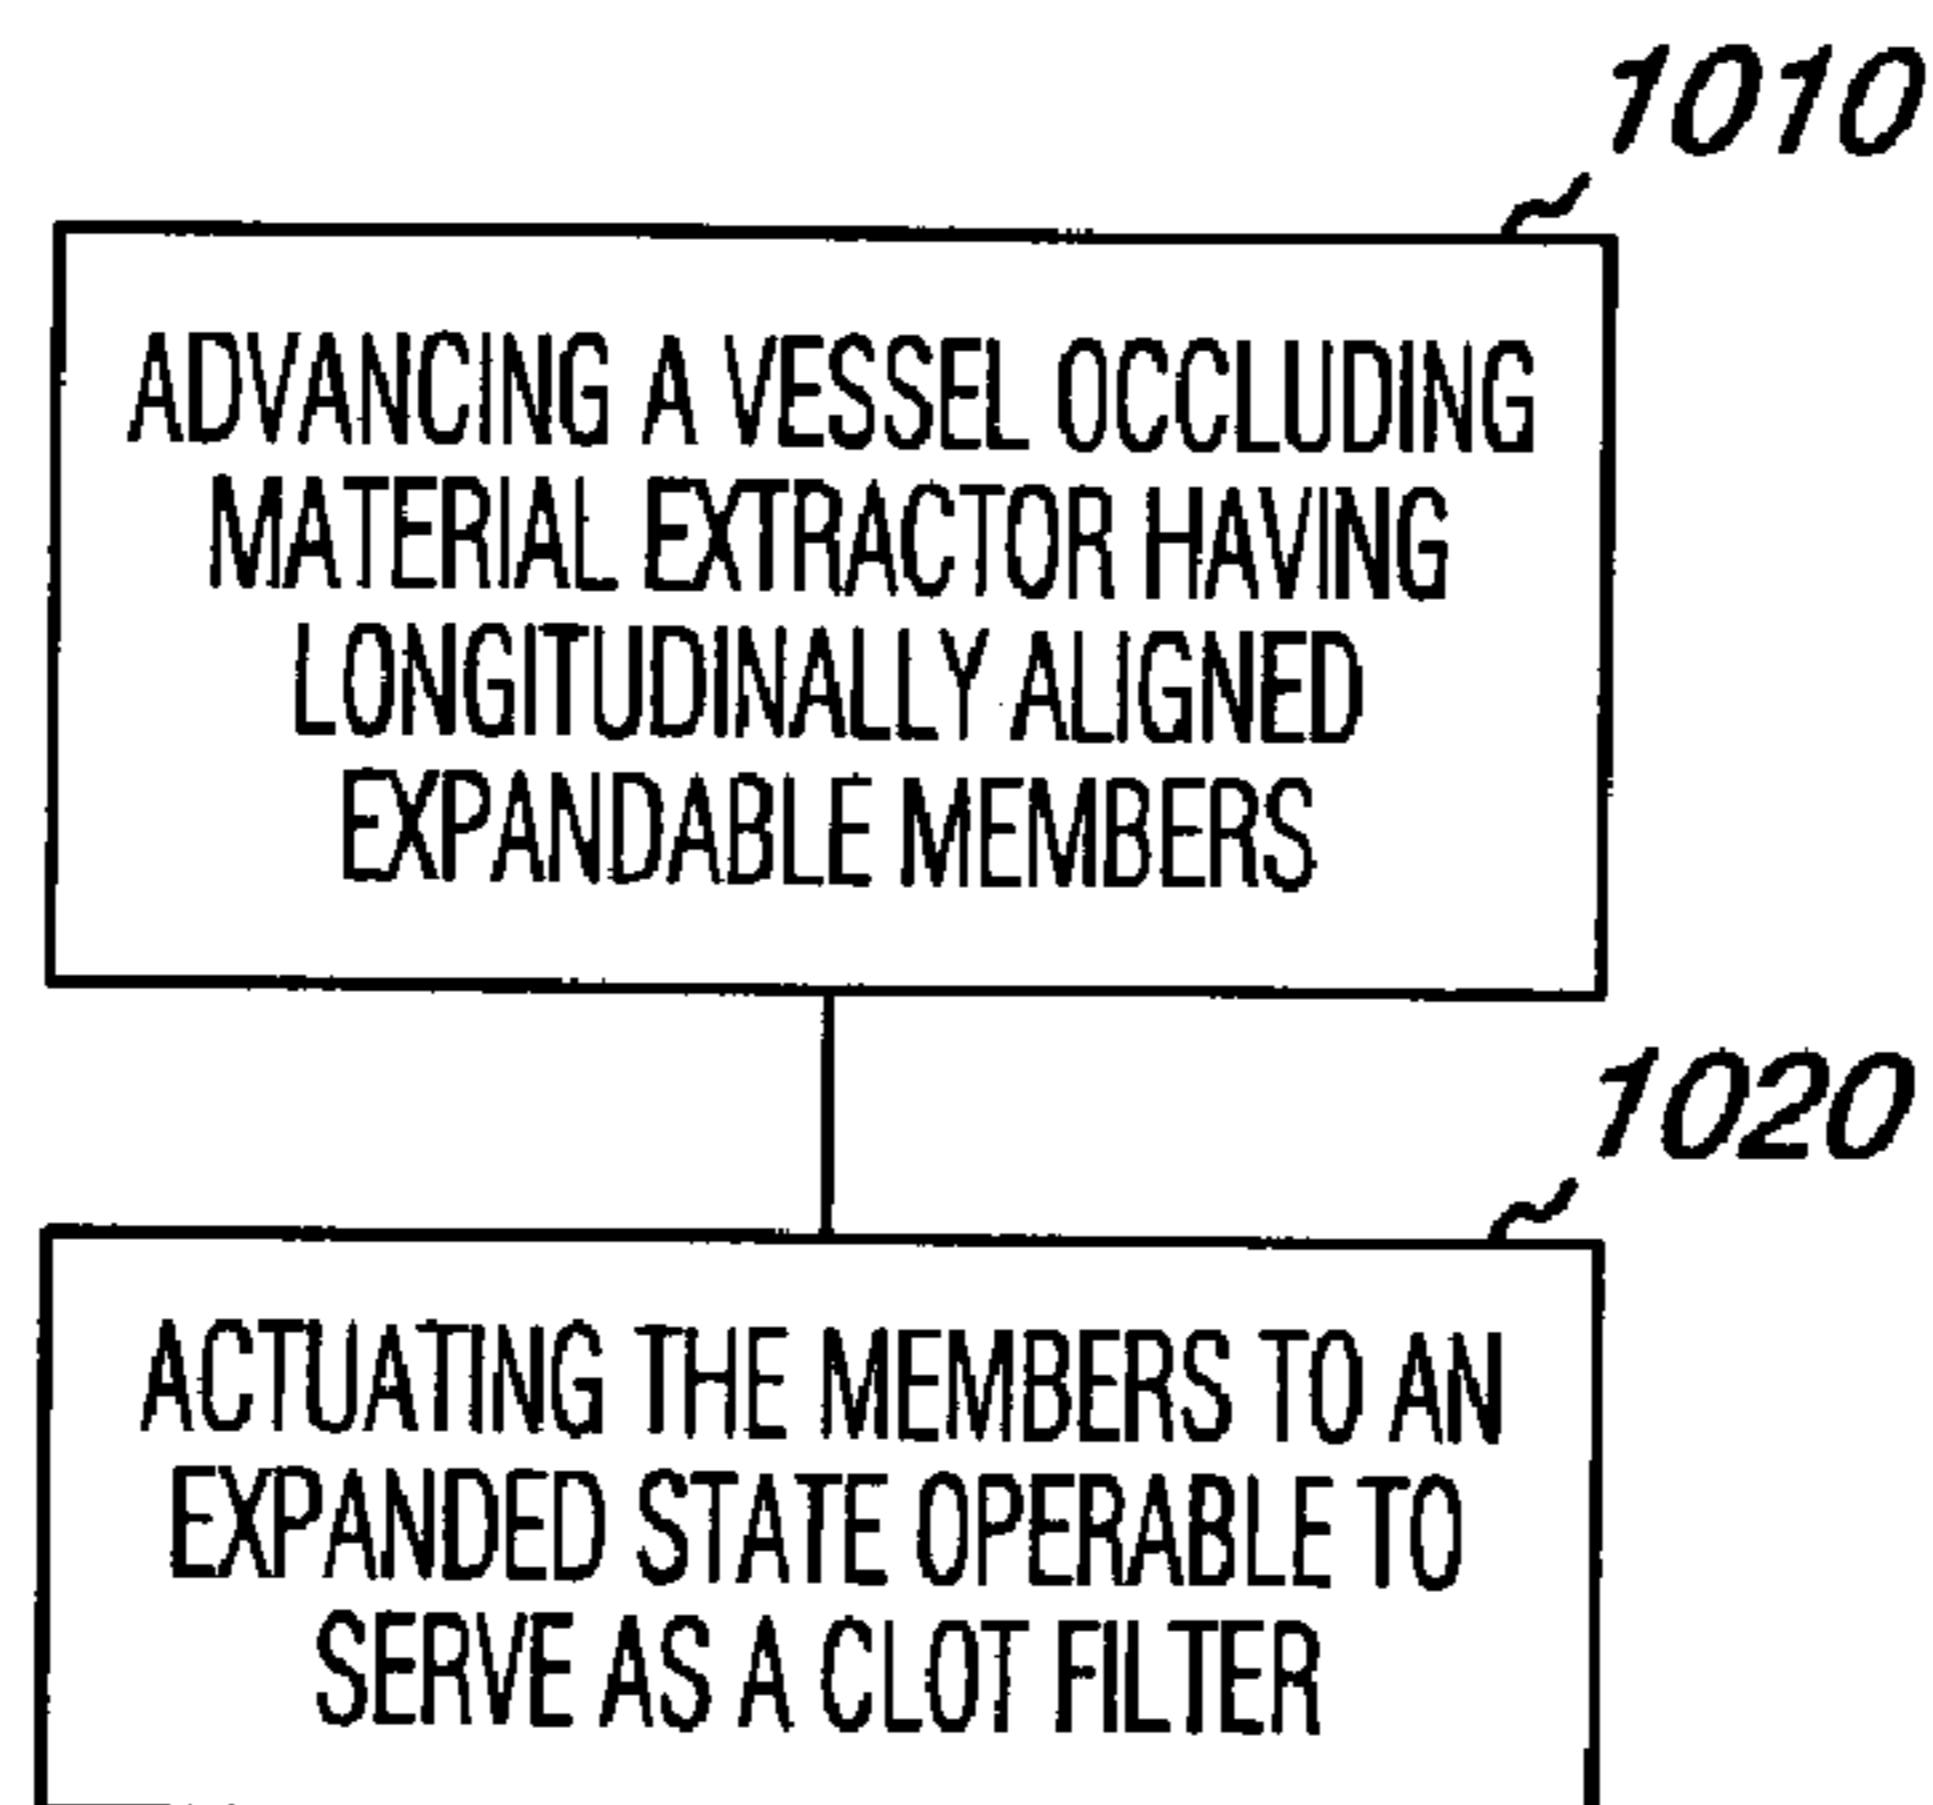 1010
ADVANCING A VESSEL OCCLUDING
MATERIAL EXTRACTOR HAVING
LONGITUDINALLY ALIGNED
EXPANDABLE MEMBERS
1020
ACTUATING THE MEMBERS TO AN
EXPANDED STATE OPERABLE TO
SERVE AS A CLOT FILTER